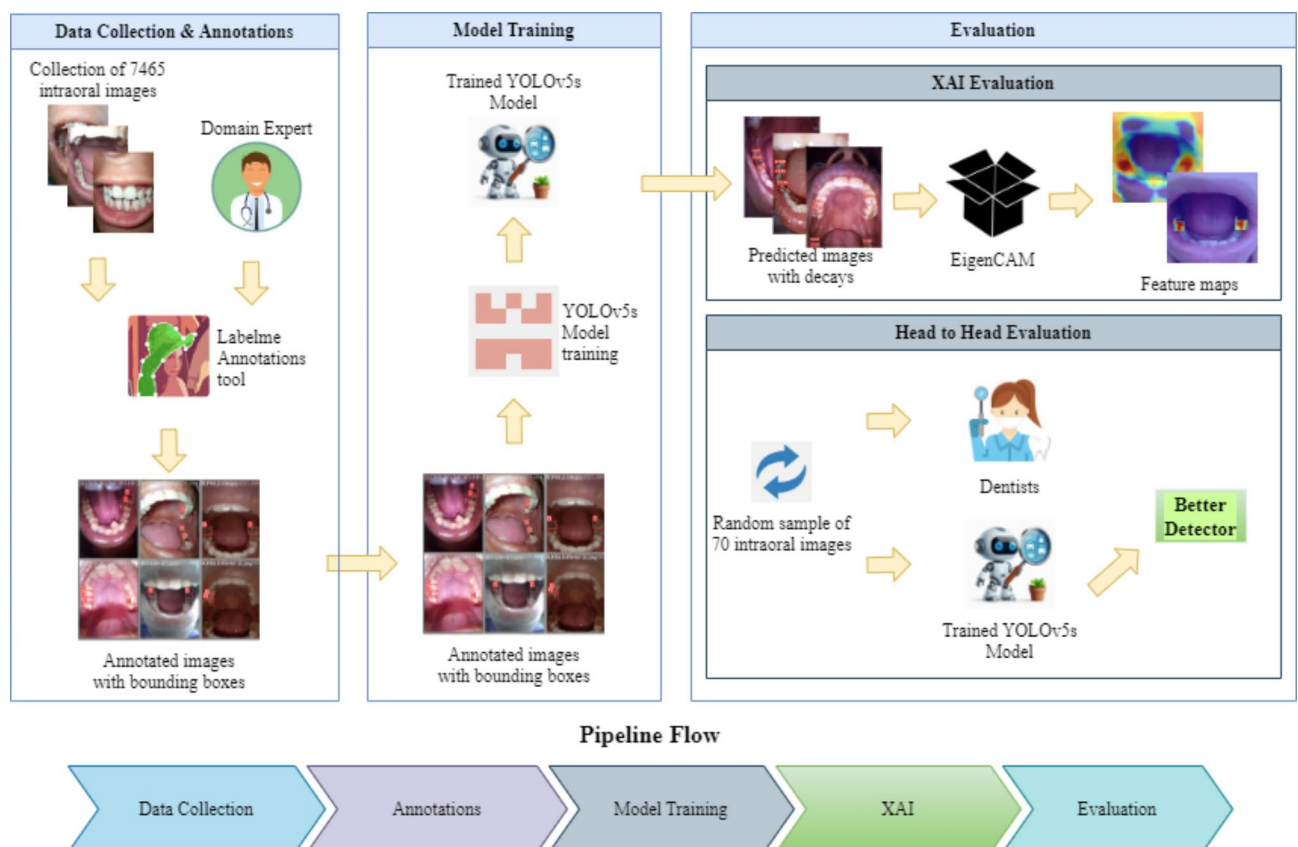 Data Collection & Annotations
Collection of 7465
intraoral images
Domain Expert
Labelme
Annotations
tool
Annotated images
with bounding boxes
Model Training
Trained YOLOv5s
Model
YOLOv5s
Model
training
Annotated images
with bounding boxes
Evaluation
XAI Evaluation
Predicted images
with decays
EigenCAM
Feature maps
Head to Head Evaluation
Random sample of
70 intraoral images
Dentists
Trained YOLOv5s
Model
Better
Detector
Pipeline Flow
Data Collection
Annotations
Model Training
XAI
Evaluation